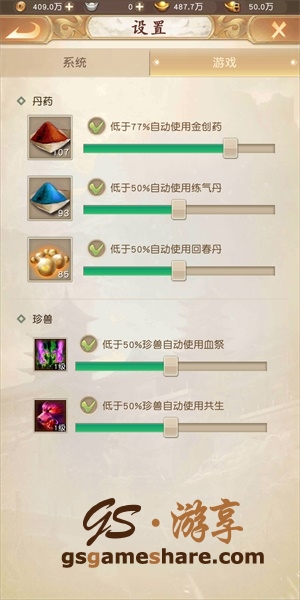 409.0万 0 487.7万 50.0万
设置
系统 游戏
丹药
低于77%自动使用金创药
107
低于50%自动使用练气丹
93
低于50%自动使用回春丹
85
珍兽
低于50%珍兽自动使用血祭
1级
低于50%珍兽自动使用共生
1级
GS·游享
gsgameshare.com